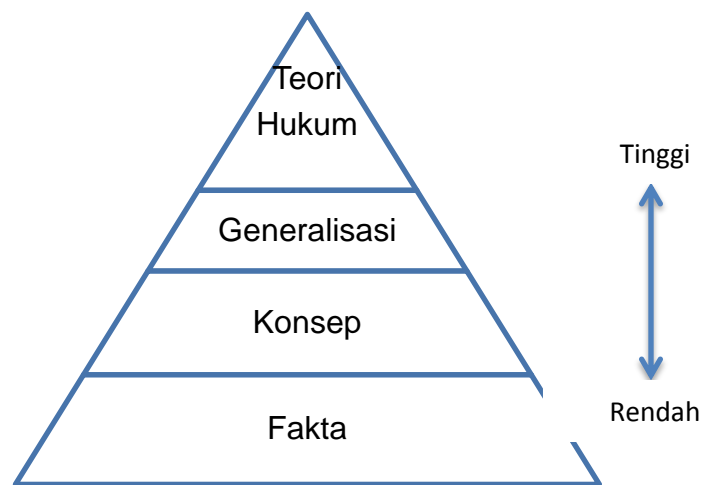 Teori
Hukum
Tinggi
Generalisasi
Konsep
Rendah
Fakta